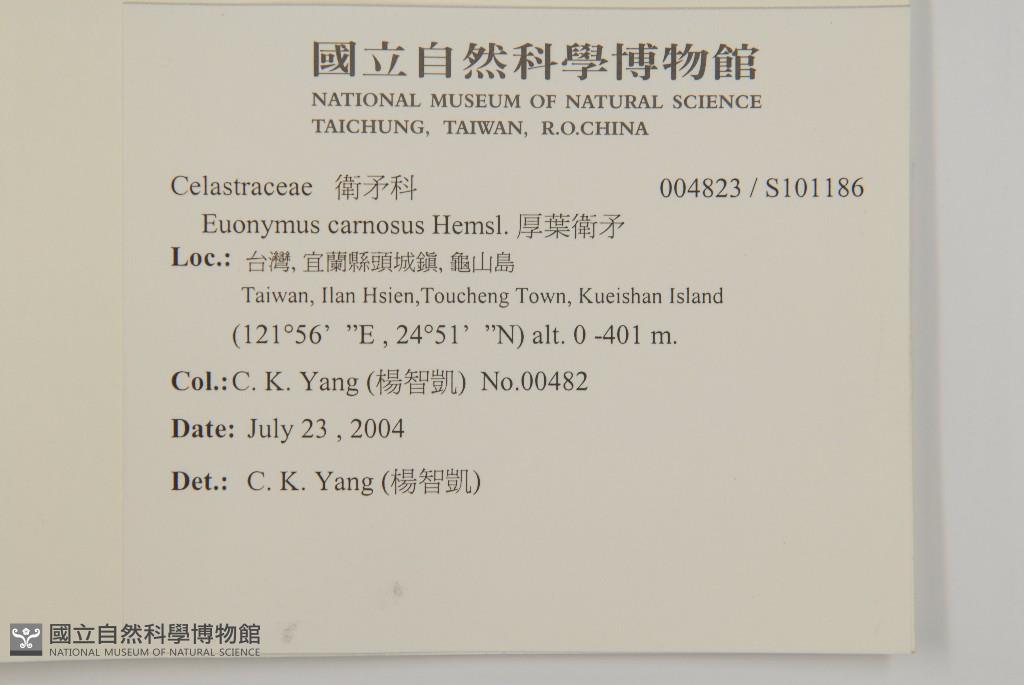 國立自然科學博物館
NATIONAL MUSEUM OF NATURAL SCIENCE
TAICHUNG, TAIWAN, R.O.CHINA
Celastraceae 衛矛科 004823 / S101186
Euonymus carnosus Hemsl. 厚葉衛矛
Loc.: 台灣, 宜蘭縣頭城鎭, 龜山島
Taiwan, Ilan Hsien,Toucheng Town, Kueishan Island
(121°56’ ”E , 24°51’ ”N) alt. 0 -401 m.
Col.: C. K. Yang (楊智凱) No.00482
Date: July 23 , 2004
Det.: C. K. Yang (楊智凱)
國立自然科學博物館
NATIONAL MUSEUM OF NATURAL SCIENCE